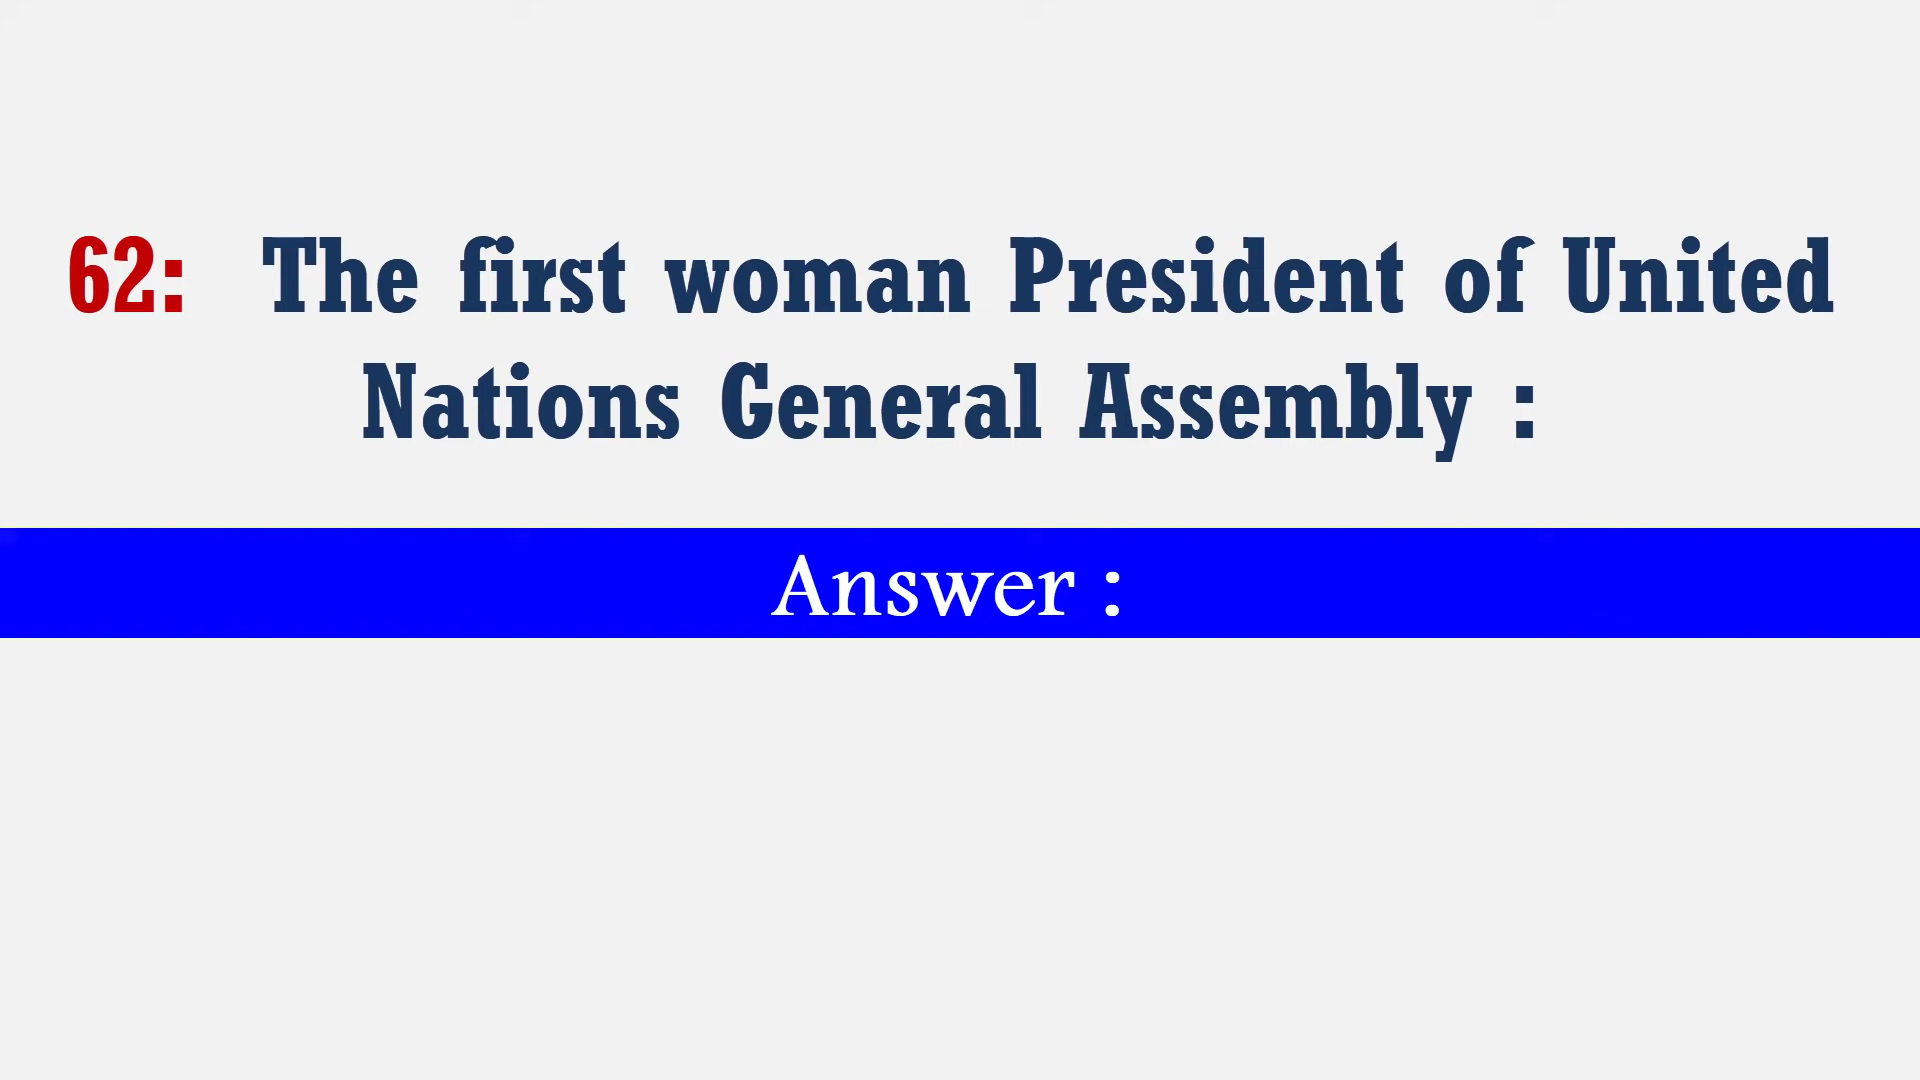 62: The first woman President of United
Nations General Assembly :
Answer :